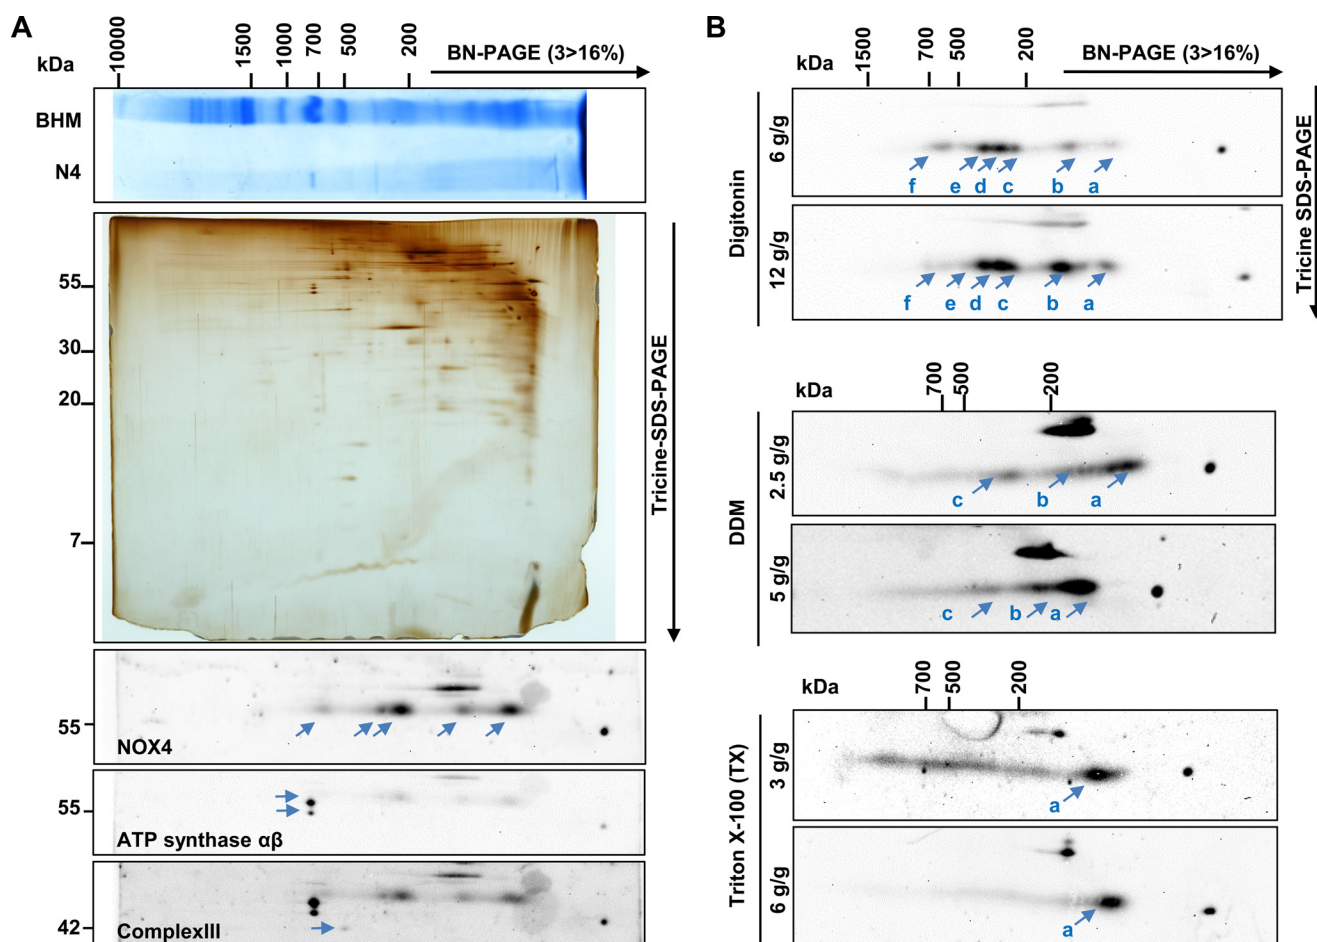 A
10000
1500
1000
700
500
200
kDa
BN-PAGE (3>16%)
BHM
N4
55
30
20
7
Tricine-SDS-PAGE
55
NOX4
55
ATP synthase αβ
42
ComplexIII
B
1500
700
500
200
kDa
BN-PAGE (3>16%)
Digitonin
6 g/g
f e d c b a
12 g/g
f e d c b a
Tricine SDS-PAGE
kDa
700
500
200
DDM
2.5 g/g
c b a
5 g/g
c b a
kDa
700
500
200
Triton X-100 (TX)
3 g/g
a
6 g/g
a